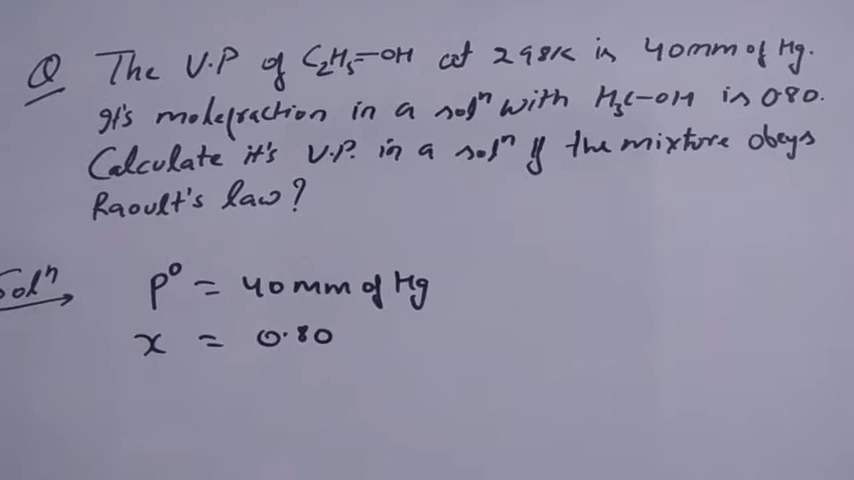 Q The V.P of C₂H₅-OH at 298K is 40mm of Hg.
It's molefraction in a solⁿ with H₃C-OH is 0.80.
Calculate it's V.P. in a solⁿ if the mixture obeys
Raoult's law?
Solⁿ P⁰ = 40mm of Hg
x = 0.80